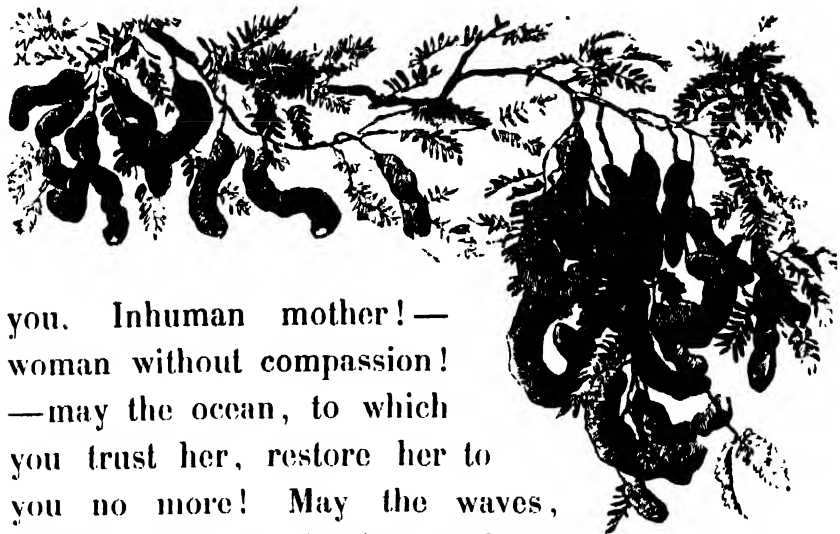 you. Inhuman mother! —
woman without compassion!
—may the ocean, to which
you trust her, restore her to
you no more! May the waves,